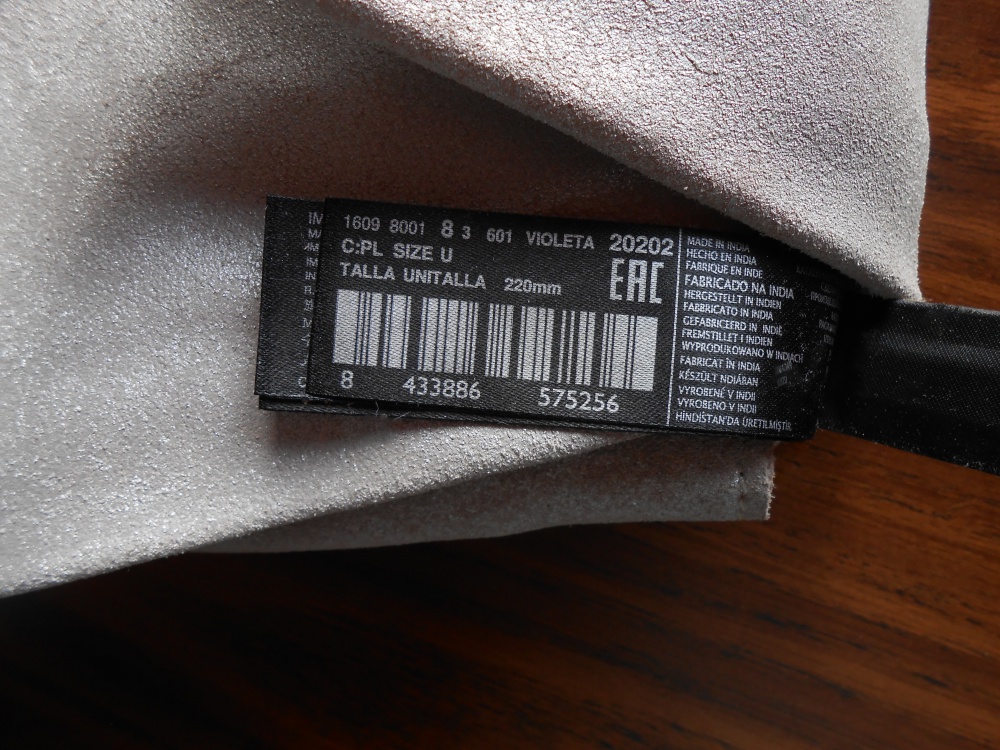 1609 8001 8 3 601 VIOLETA 20202
C:PL SIZE U
EAC
TALLA UNITALLA 220mm
8 433886 575256
MADE IN INDIA
HECHO EN INDIA
FABRIQUE EN INDE
FABRICADO NA INDIA
HERGESTELLT IN INDIEN
FABBRICATO IN INDIA
GEFABRICEERD IN INDIE
FREMSTILLET I INDIEN
WYPRODUKOWANO W INDIACH
FABRICAT ÎN INDIA
KÉSZÜLT NDIÁBAN
VYROBENÉ V INDII
VYROBENO V INDII
HİNDİSTAN'DA ÜRETİLMİŞTİR